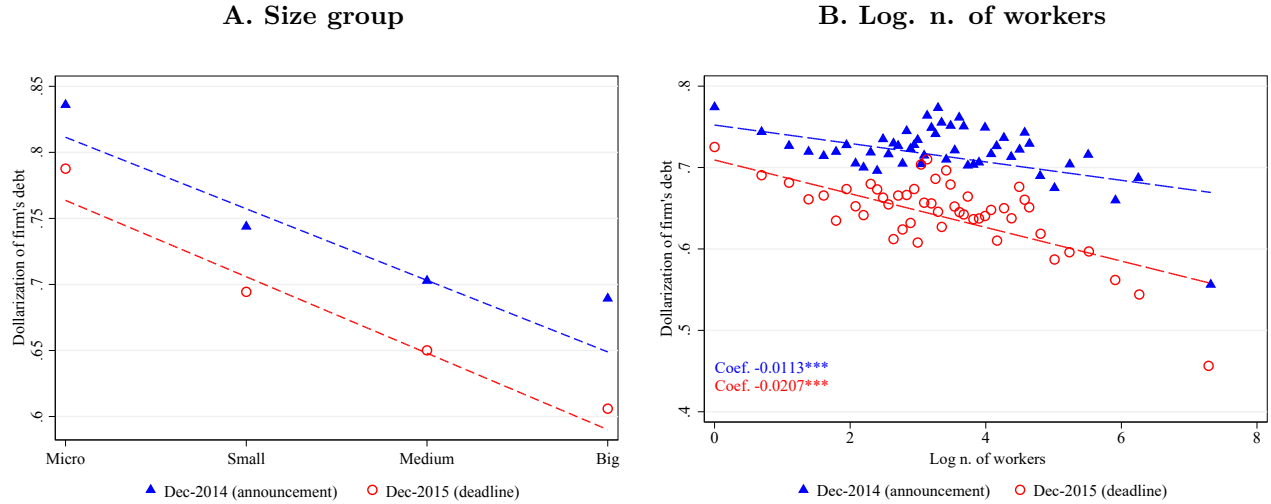 A. Size group
Dollarization of firm's debt
.85
.8
.75
.7
.65
.6
Micro Small Medium Big
Dec-2014 (announcement) Dec-2015 (deadline)
B. Log. n. of workers
Dollarization of firm's debt
.8
.7
.6
.5
.4
Coef. -0.0113***
Coef. -0.0207***
0 2 4 6 8
Log n. of workers
Dec-2014 (announcement) Dec-2015 (deadline)